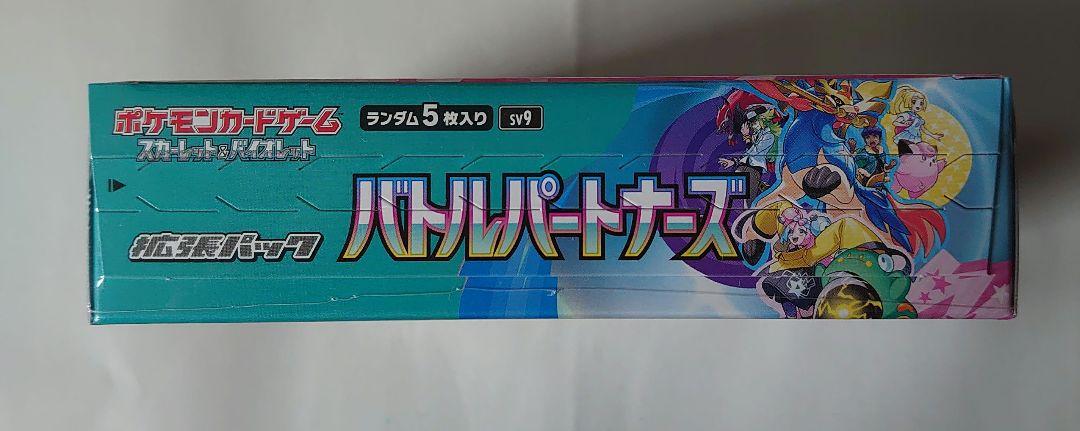 ポケモンカードゲーム
スカーレット&バイオレット
ランダム5枚入り
SV9
拡張パック
バトルパートナーズ